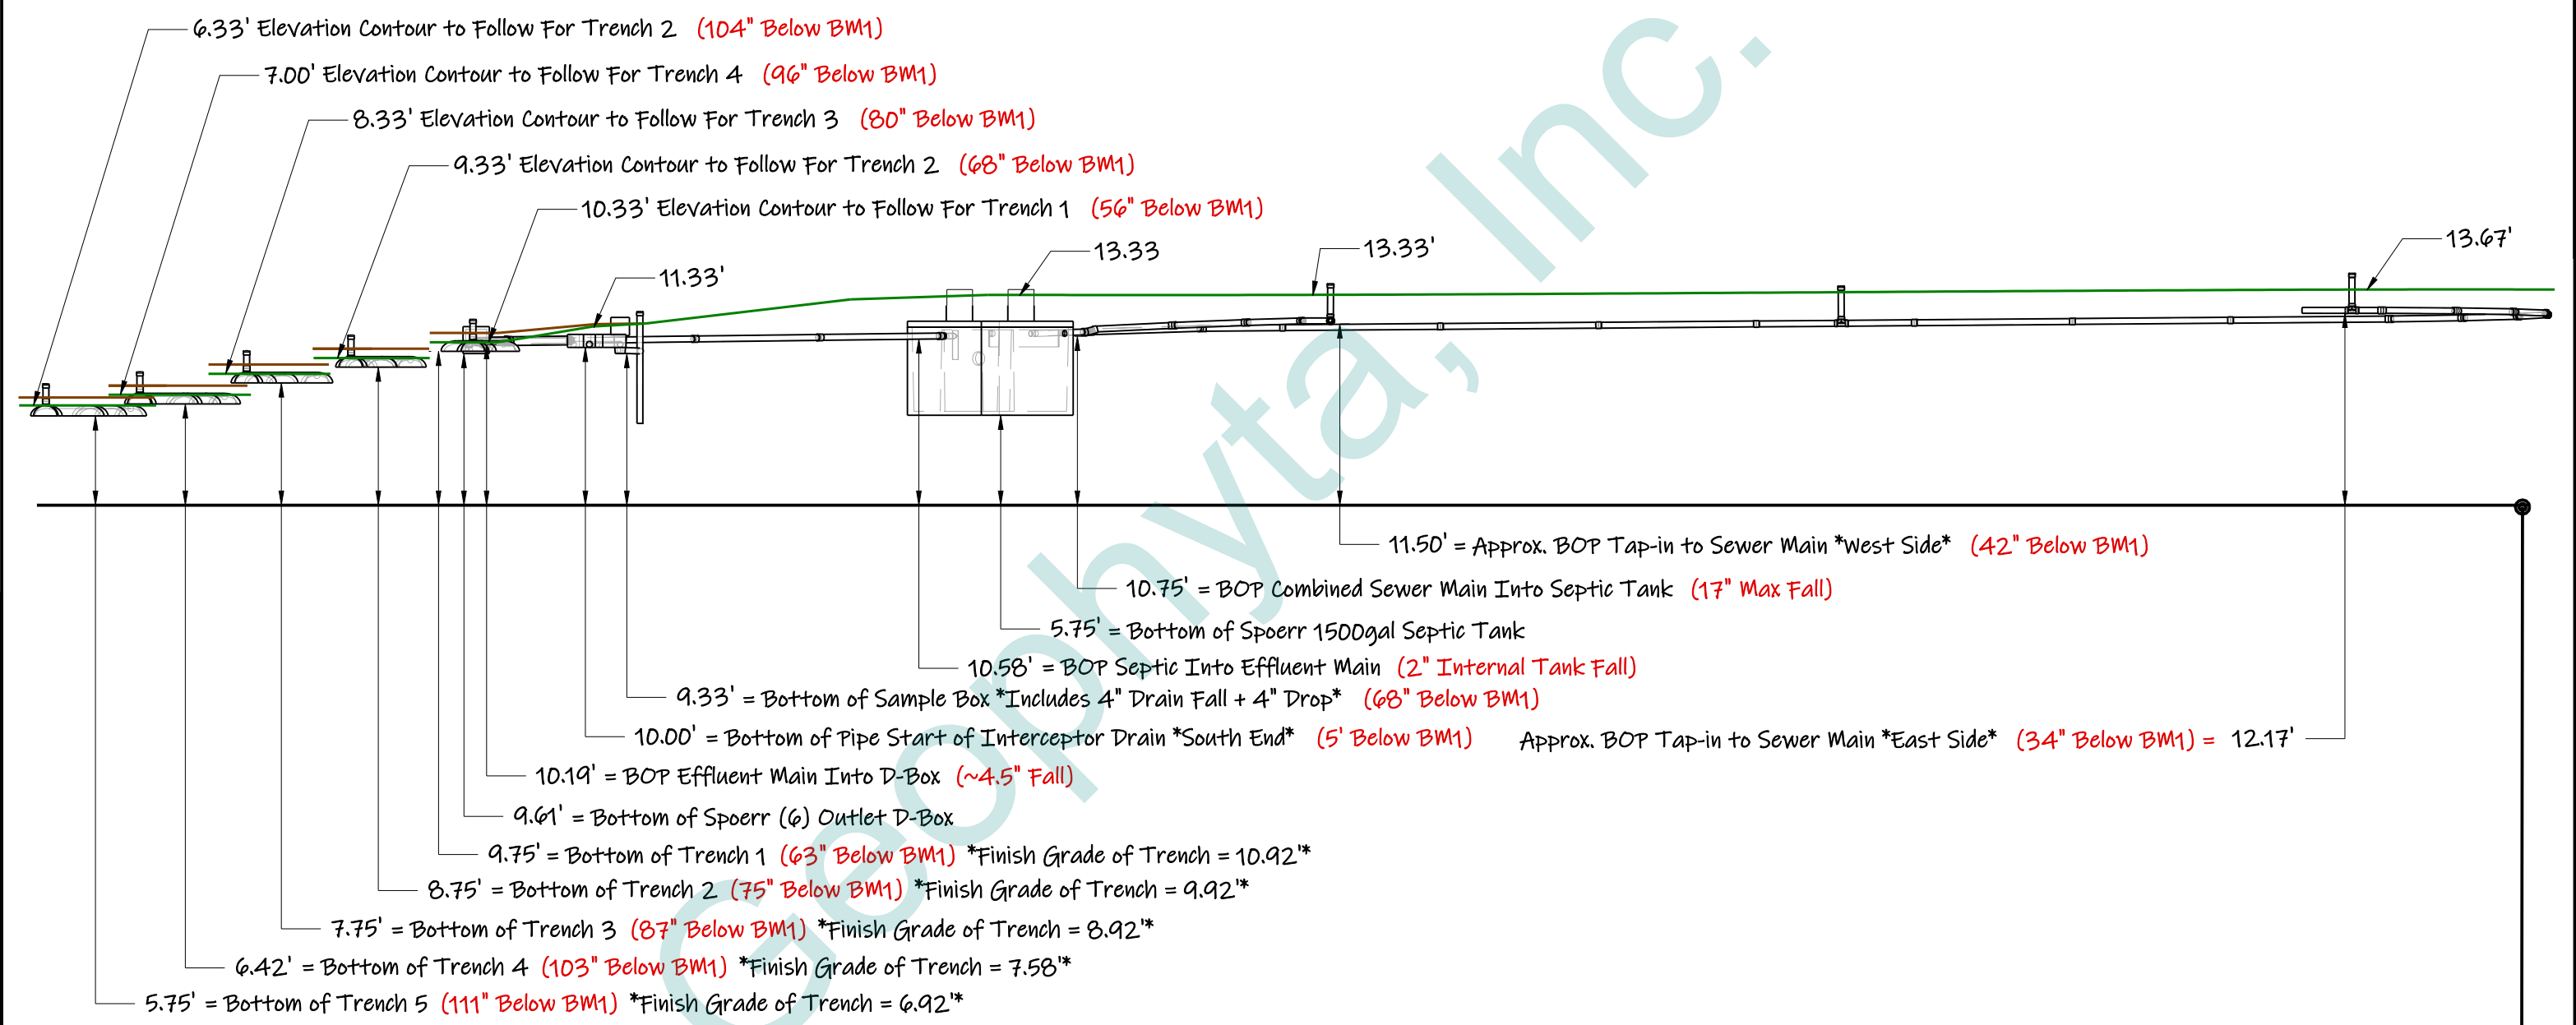 6.33' Elevation Contour to Follow For Trench 2 (104" Below BM1)
7.00' Elevation Contour to Follow For Trench 4 (96" Below BM1)
8.33' Elevation Contour to Follow For Trench 3 (80" Below BM1)
9.33' Elevation Contour to Follow For Trench 2 (68" Below BM1)
10.33' Elevation Contour to Follow For Trench 1 (56" Below BM1)
11.33'
13.33
13.33'
13.67'
11.50' = Approx. BOP Tap-in to Sewer Main *West Side* (42" Below BM1)
10.75' = BOP Combined Sewer Main Into Septic Tank (17" Max Fall)
5.75' = Bottom of Spoerr 1500gal Septic Tank
10.58' = BOP Septic Into Effluent Main (2" Internal Tank Fall)
9.33' = Bottom of Sample Box *Includes 4" Drain Fall + 4" Drop* (68" Below BM1)
10.00' = Bottom of Pipe Start of Interceptor Drain *South End* (5' Below BM1)
Approx. BOP Tap-in to Sewer Main *East Side* (34" Below BM1) = 12.17'
10.19' = BOP Effluent Main Into D-Box (~4.5" Fall)
9.61' = Bottom of Spoerr (6) Outlet D-Box
9.75' = Bottom of Trench 1 (63" Below BM1) *Finish Grade of Trench = 10.92'*
8.75' = Bottom of Trench 2 (75" Below BM1) *Finish Grade of Trench = 9.92'*
7.75' = Bottom of Trench 3 (87" Below BM1) *Finish Grade of Trench = 8.92'*
6.42' = Bottom of Trench 4 (103" Below BM1) *Finish Grade of Trench = 7.58'*
5.75' = Bottom of Trench 5 (111" Below BM1) *Finish Grade of Trench = 6.92'*
Geophyta, Inc.